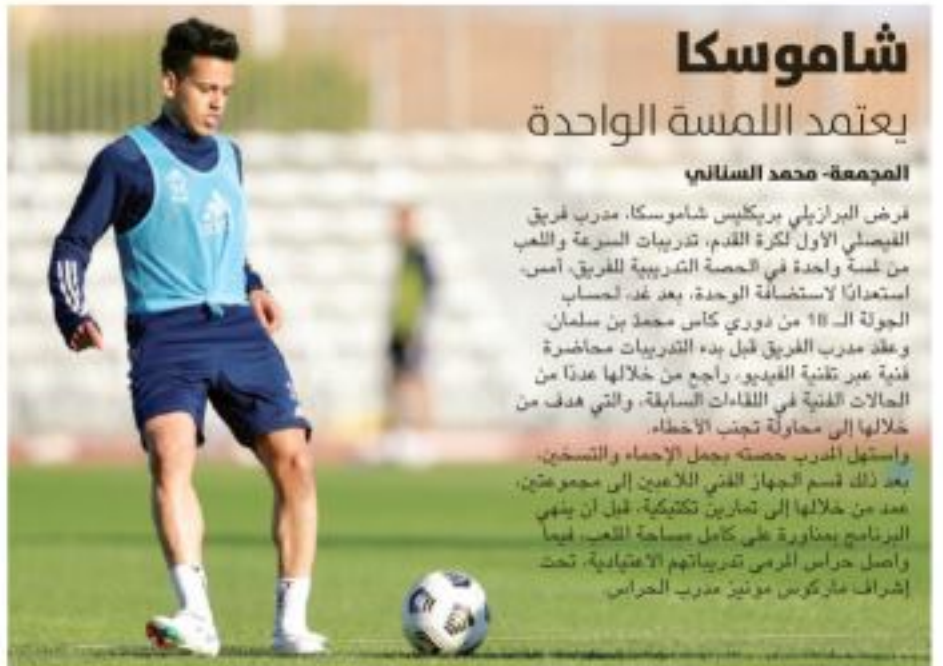 شاموسكا
يعتمد اللمسة الواحدة
المجمعة- محمد السناني
فرض البرازيلي بريكليس شاموسكا، مدرب فريق
الفيصلي الأول لكرة القدم، تدريبات السرعة واللعب
من لمسة واحدة في الحصة التدريبية للفريق، أمس،
استعدادًا لاستضافة الوحدة، بعد غد، لحساب
الجولة الـ 18 من دوري كأس محمد بن سلمان.
وعقد مدرب الفريق قبل بدء التدريبات محاضرة
فنية عبر تقنية الفيديو، راجع من خلالها عددًا من
الحالات الفنية في اللقاءات السابقة، والتي هدف من
خلالها إلى محاولة تجنب الأخطاء.
واستهل المدرب حصته بجمل الإحماء والتسخين،
بعد ذلك قسم الجهاز الفني اللاعبين إلى مجموعتين،
عمد من خلالها إلى تمارين تكتيكية، قبل أن ينهي
البرنامج بمناورة على كامل مساحة الملعب، فيما
واصل حراس المرمى تدريباتهم الاعتيادية، تحت
إشراف ماركوس مونيز مدرب الحراس.